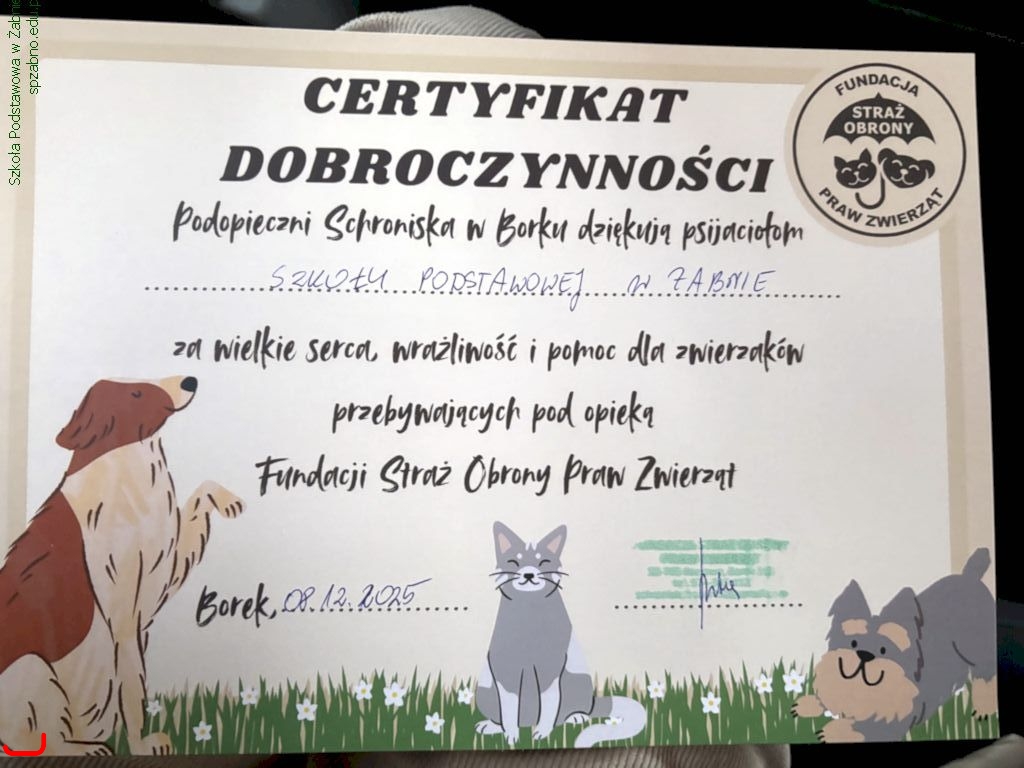 Szkoła Podstawowa w Żabnie
spzabno.edu.p
CERTYFIKAT
DOBROCZYNNOŚCI
FUNDACJA
STRAŻ
OBRONY
PRAW ZWIERZĄT
Podopieczni Schroniska w Borku dziękują psijaciołom
SZKOŁY PODSTAWOWEJ W ŻABNIE
za wielkie serca, wrażliwość i pomoc dla zwierzaków
przebywających pod opieką
Fundacji Straż Obrony Praw Zwierząt
Borek, 08.12.2025